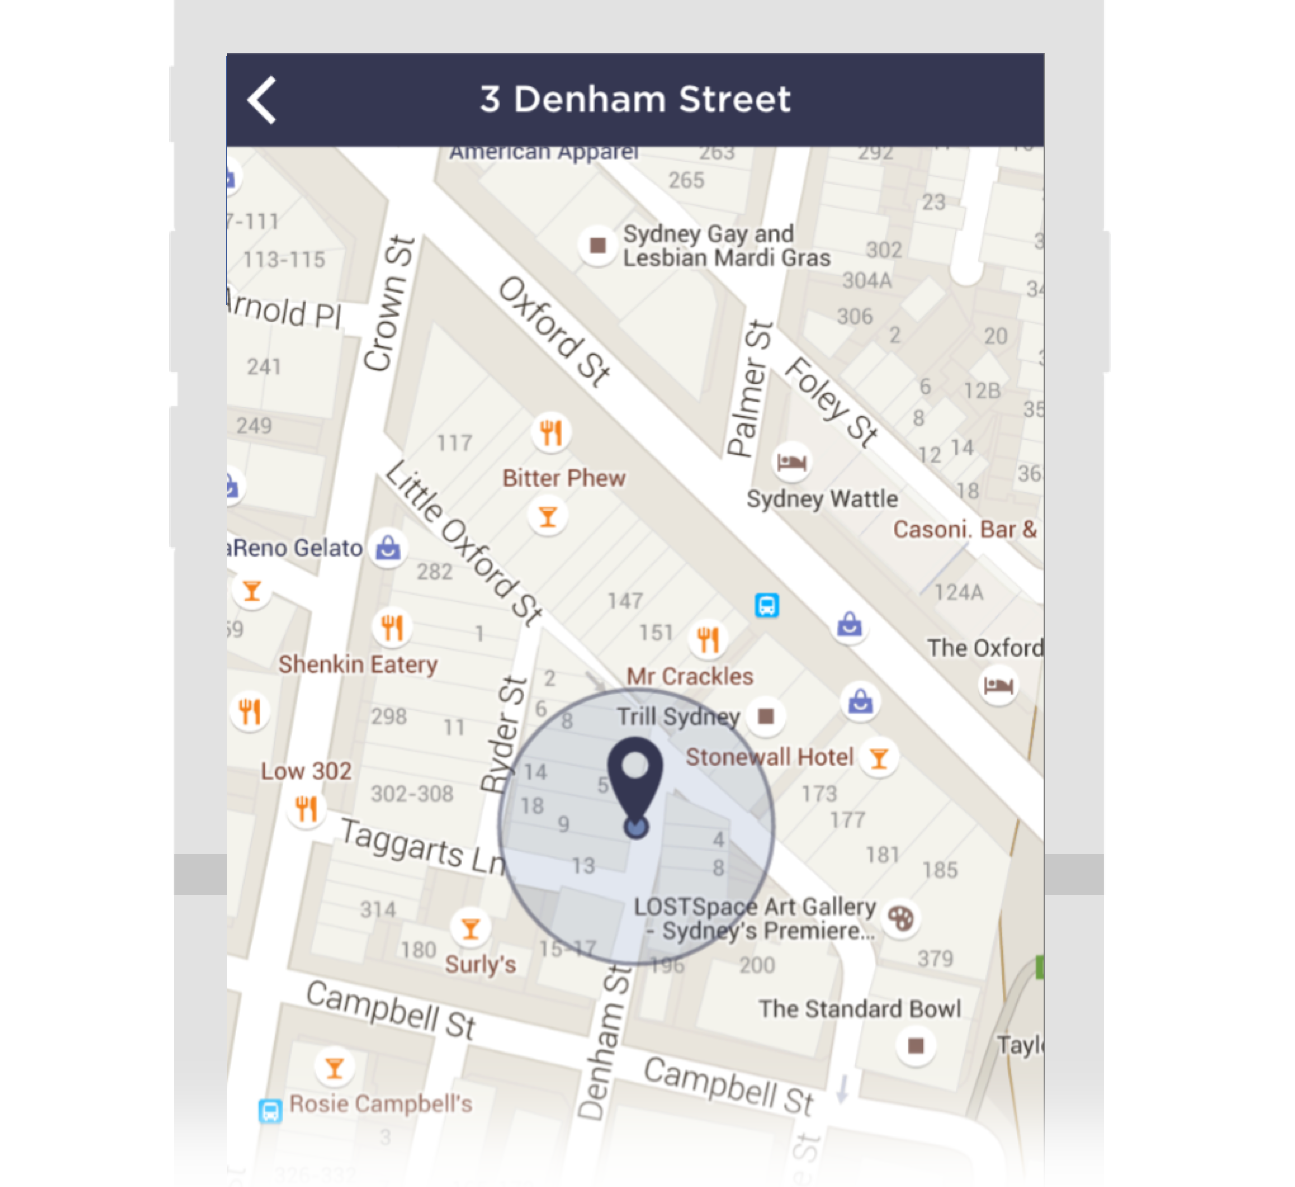 3 Denham Street
American Apparel
263
292
265
23
7-111
Sydney Gay and
Lesbian Mardi Gras
302
113-115
304A
Arnold Pl
Crown St
Oxford St
306
2
20
Palmer St
Foley St
241
6
12B
8
249
117
12
14
18
Bitter Phew
Sydney Wattle
Little Oxford St
Casoni. Bar &
aReno Gelato
282
124A
147
59
1
151
The Oxford
Shenkin Eatery
Mr Crackles
2
Ryder St
6
8
298
11
Trill Sydney
Stonewall Hotel
Low 302
14
5
302-308
18
173
9
177
4
Taggarts Ln
181
13
8
185
314
LOSTSpace Art Gallery
- Sydney's Premiere...
180
15-17
Surly's
196
200
379
Campbell St
Denham St
The Standard Bowl
Tayl
Campbell St
Rosie Campbell's
3
326-332
e St